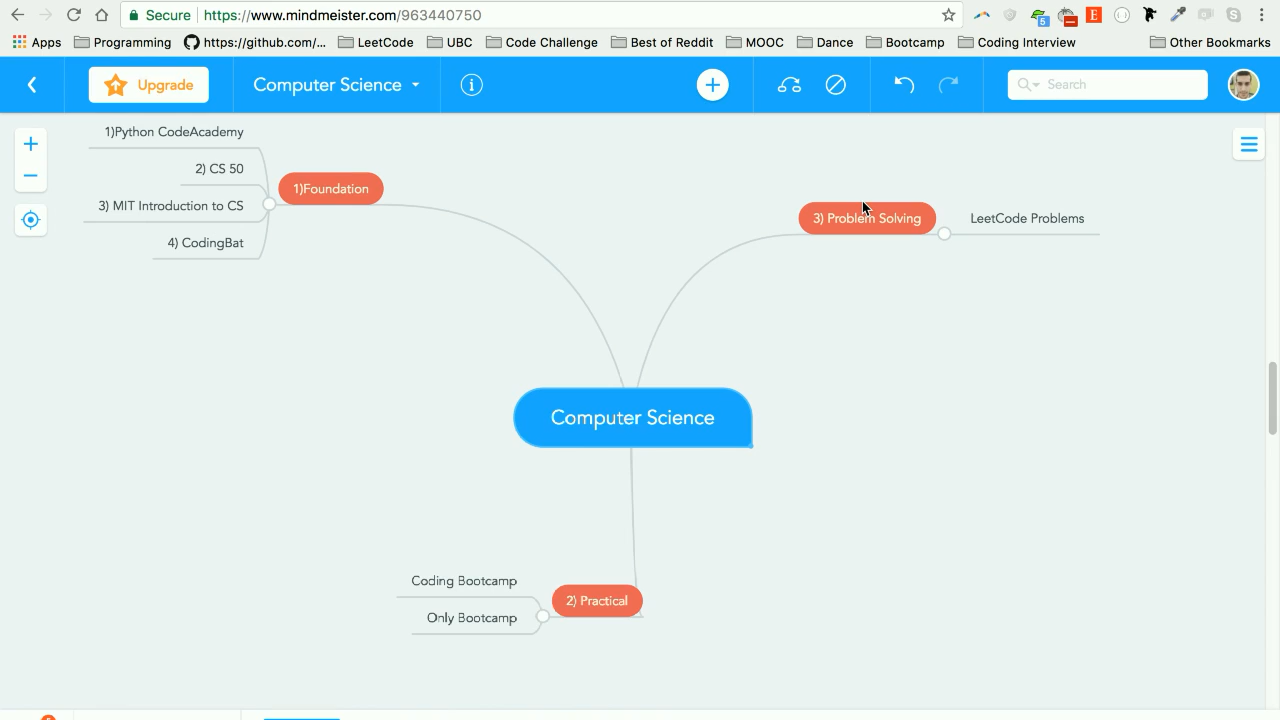 Secure https://www.mindmeister.com/963440750
5
E
Apps Programming https://github.com/... LeetCode UBC Code Challenge Best of Reddit MOOC Dance Bootcamp Coding Interview Other Bookmarks
Upgrade Computer Science Search
1)Python CodeAcademy
2) CS 50
3) MIT Introduction to CS
4) CodingBat
1)Foundation
3) Problem Solving
LeetCode Problems
Computer Science
Coding Bootcamp
Only Bootcamp
2) Practical